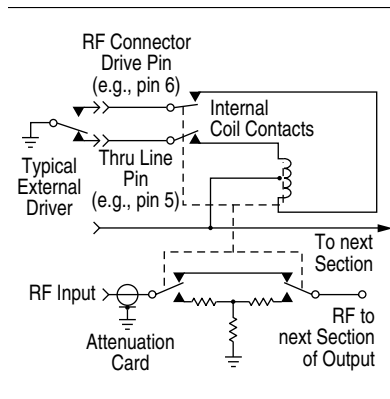 RF Connector
Drive Pin
(e.g., pin 6)
Internal
Coil Contacts
Typical
External
Driver
Thru Line
Pin
(e.g., pin 5)
To next
Section
RF Input
Attenuation
Card
RF to
next Section
of Output